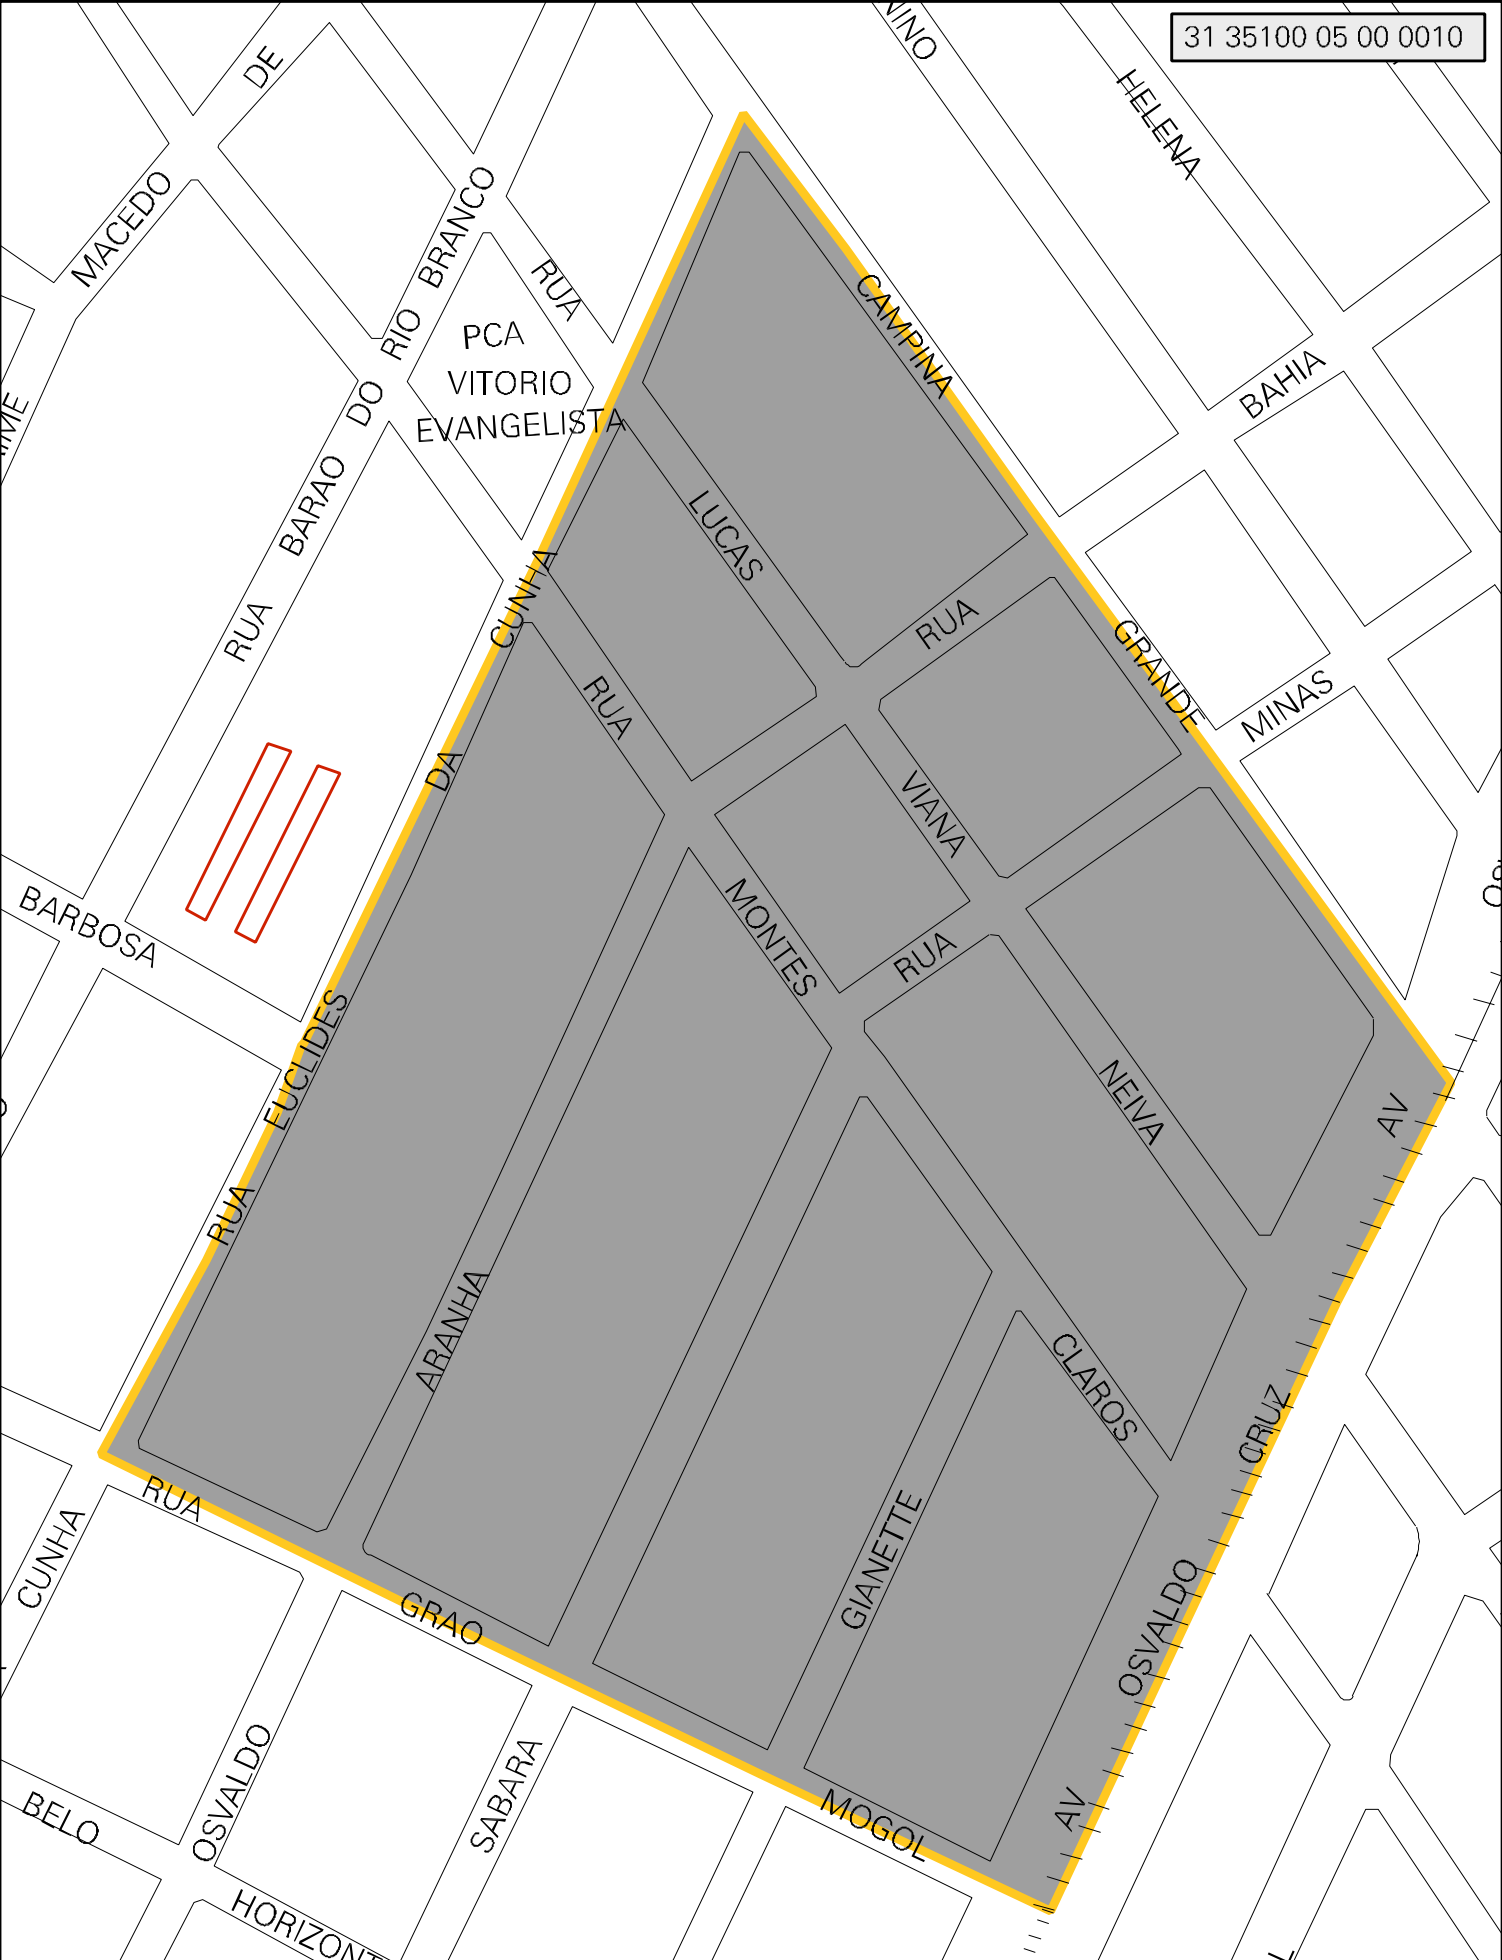 31 35100 05 00 0010
NINO
DE
HELENA
MACEDO
RUA BARAO DO RIO BRANCO
RUA
PCA
VITORIO
EVANGELISTA
CAMPINA
GRANDE
BAHIA
MINAS
LUCAS
VIANA
NEIVA
RUA
RUA
RUA
MONTES
CLAROS
RUA EUCLIDES DA CUNHA
BARBOSA
ARANHA
GIANETTE
AV
CRUZ
OSVALDO
AV
RUA
GRAO
MOGOL
CUNHA
OSVALDO
SABARA
BELO
HORIZONT